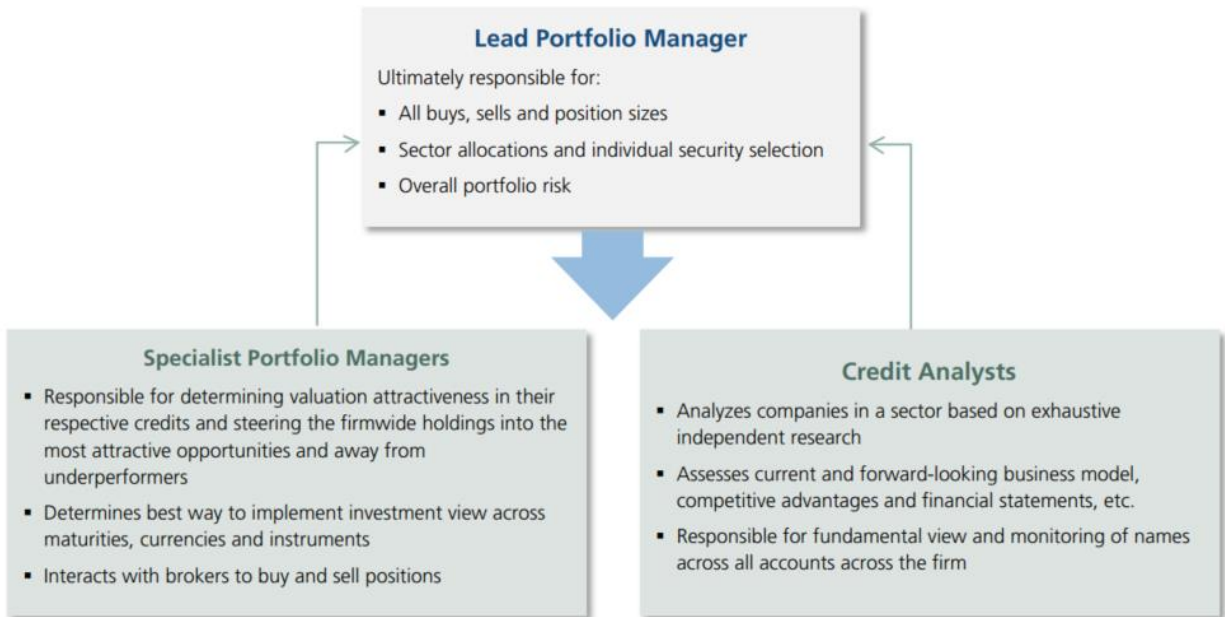 Lead Portfolio Manager
Ultimately responsible for:
▪ All buys, sells and position sizes
▪ Sector allocations and individual security selection
▪ Overall portfolio risk
Specialist Portfolio Managers
▪ Responsible for determining valuation attractiveness in their
respective credits and steering the firmwide holdings into the
most attractive opportunities and away from
underperformers
▪ Determines best way to implement investment view across
maturities, currencies and instruments
▪ Interacts with brokers to buy and sell positions
Credit Analysts
▪ Analyzes companies in a sector based on exhaustive
independent research
▪ Assesses current and forward-looking business model,
competitive advantages and financial statements, etc.
▪ Responsible for fundamental view and monitoring of names
across all accounts across the firm